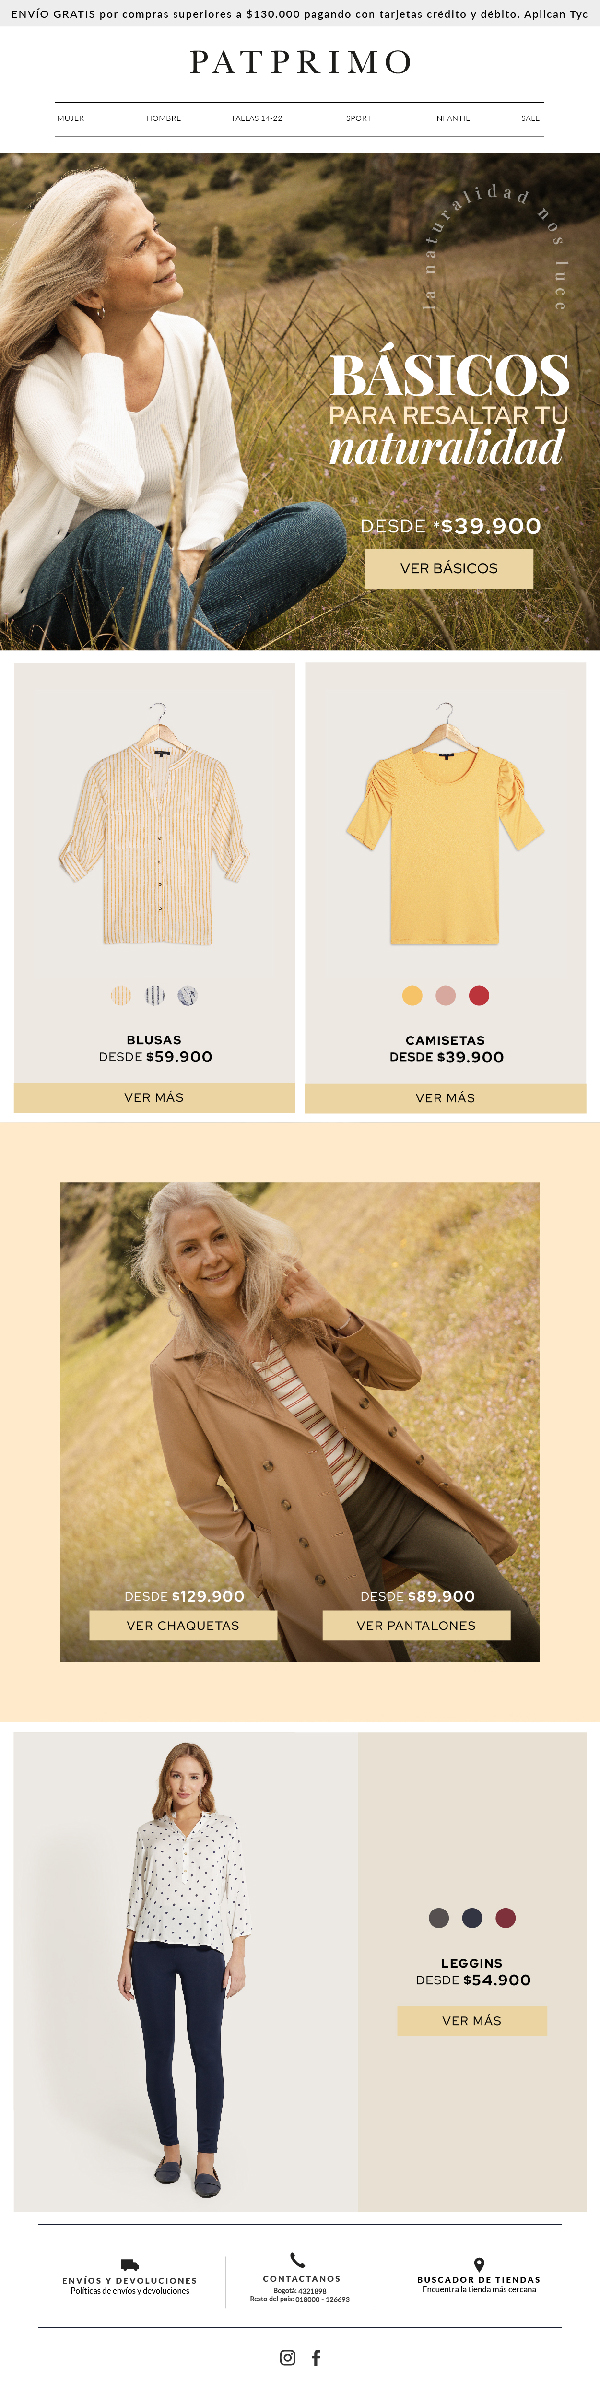 ENVÍO GRATIS por compras superiores a $130.000 pagando con tarjetas crédito y débito. Aplican Tyc
PATPRIMO
MUJER HOMBRE TALLAS 14-22 SPORT INFANTIL SALE
la naturalidad nos luce
BÁSICOS
PARA RESALTAR TU
naturalidad
DESDE *$39.900
VER BÁSICOS
BLUSAS
DESDE $59.900
VER MÁS
CAMISETAS
DESDE $39.900
VER MÁS
DESDE $129.900
VER CHAQUETAS
DESDE $89.900
VER PANTALONES
LEGGINS
DESDE $54.900
VER MÁS
ENVÍOS Y DEVOLUCIONES
Políticas de envíos y devoluciones
CONTACTANOS
Bogotá: 4321898
Resto del país: 018000 - 126693
BUSCADOR DE TIENDAS
Encuentra la tienda más cercana